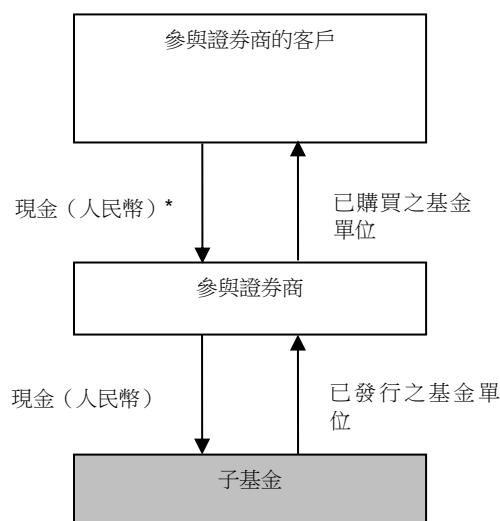 參與證券商的客戶
現金（人民幣）*
已購買之基金
單位
參與證券商
現金（人民幣）
已發行之基金單
位
子基金